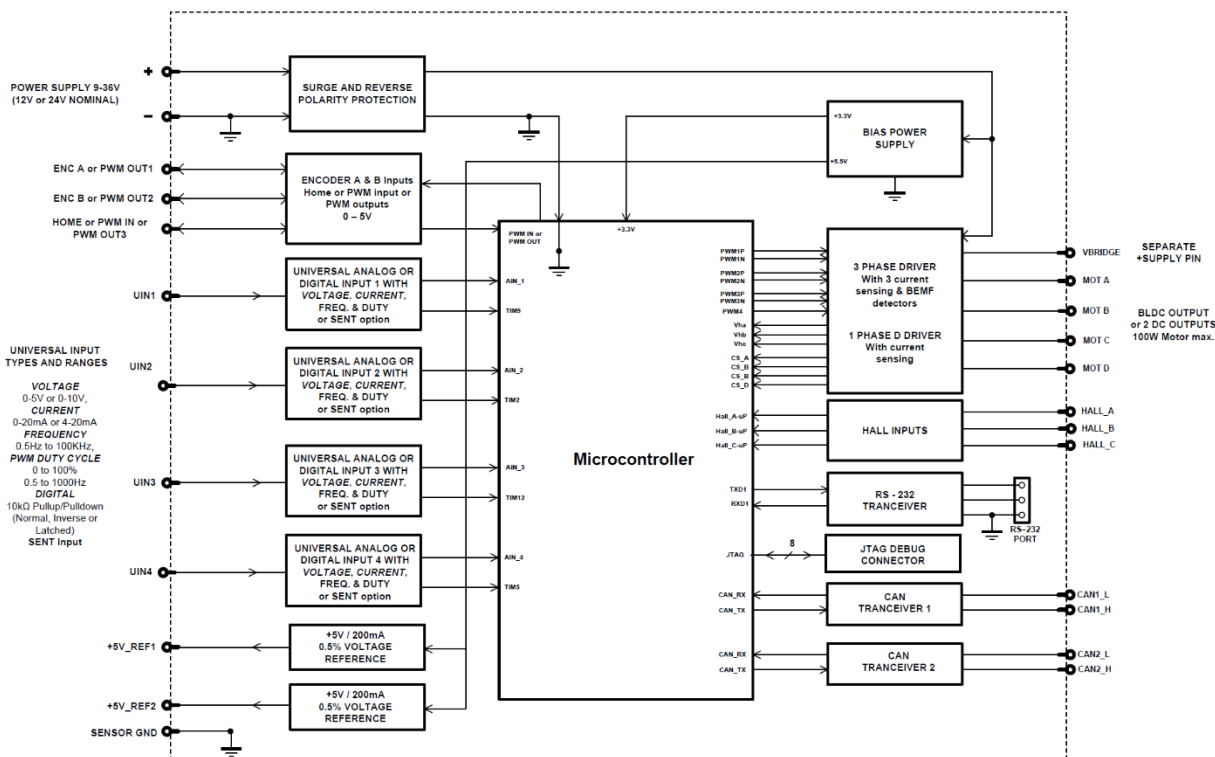 POWER SUPPLY 9-36V
(12V or 24V NOMINAL)
+
−
SURGE AND REVERSE
POLARITY PROTECTION
+3.3V
+5.5V
BIAS POWER
SUPPLY
ENC A or PWM OUT1
ENC B or PWM OUT2
HOME or PWM IN or
PWM OUT3
ENCODER A & B Inputs
Home or PWM input or
PWM outputs
0 – 5V
PWM IN or
PWM OUT
+3.3V
UIN1
UNIVERSAL ANALOG OR
DIGITAL INPUT 1 WITH
VOLTAGE, CURRENT,
FREQ. & DUTY
or SENT option
AIN_1
TIM9
UNIVERSAL INPUT
TYPES AND RANGES
VOLTAGE
0-5V or 0-10V,
CURRENT
0-20mA or 4-20mA
FREQUENCY
0.5Hz to 100KHz,
PWM DUTY CYCLE
0 to 100%
0.5 to 1000Hz
DIGITAL
10kΩ Pullup/Pulldown
(Normal, Inverse or
Latched)
SENT Input
UIN2
UNIVERSAL ANALOG OR
DIGITAL INPUT 2 WITH
VOLTAGE, CURRENT,
FREQ. & DUTY
or SENT option
AIN_2
TIM2
UIN3
UNIVERSAL ANALOG OR
DIGITAL INPUT 3 WITH
VOLTAGE, CURRENT,
FREQ. & DUTY
or SENT option
AIN_3
TIM12
UIN4
UNIVERSAL ANALOG OR
DIGITAL INPUT 4 WITH
VOLTAGE, CURRENT,
FREQ. & DUTY
or SENT option
AIN_4
TIM5
+5V_REF1
+5V / 200mA
0.5% VOLTAGE
REFERENCE
+5V_REF2
+5V / 200mA
0.5% VOLTAGE
REFERENCE
SENSOR GND
Microcontroller
PWM1P
PWM1N
PWM2P
PWM2N
PWM3P
PWM3N
PWM4
Vha
Vhb
Vhc
CS_A
CS_B
CS_B
CS_D
3 PHASE DRIVER
With 3 current
sensing & BEMF
detectors
1 PHASE D DRIVER
With current
sensing
VBRIDGE
SEPARATE
+SUPPLY PIN
MOT A
MOT B
MOT C
MOT D
BLDC OUTPUT
or 2 DC OUTPUTS
100W Motor max.
Hall_A-uP
Hall_B-uP
Hall_C-uP
HALL INPUTS
HALL_A
HALL_B
HALL_C
TXD1
RXD1
RS - 232
TRANCEIVER
RS-232
PORT
JTAG
8
JTAG DEBUG
CONNECTOR
CAN_RX
CAN_TX
CAN
TRANCEIVER 1
CAN1_L
CAN1_H
CAN_RX
CAN_TX
CAN
TRANCEIVER 2
CAN2_L
CAN2_H